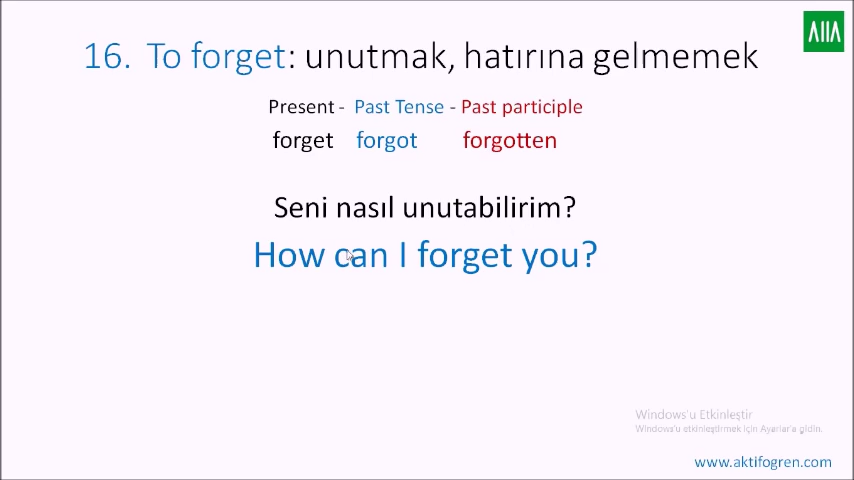 16. To forget: unutmak, hatırına gelmemek
Present - Past Tense - Past participle
forget forgot forgotten
Seni nasıl unutabilirim?
How can I forget you?
Windows'u Etkinleştir
Windows'u etkinleştirmek için Ayarlar'a gidin.
www.aktifogren.com